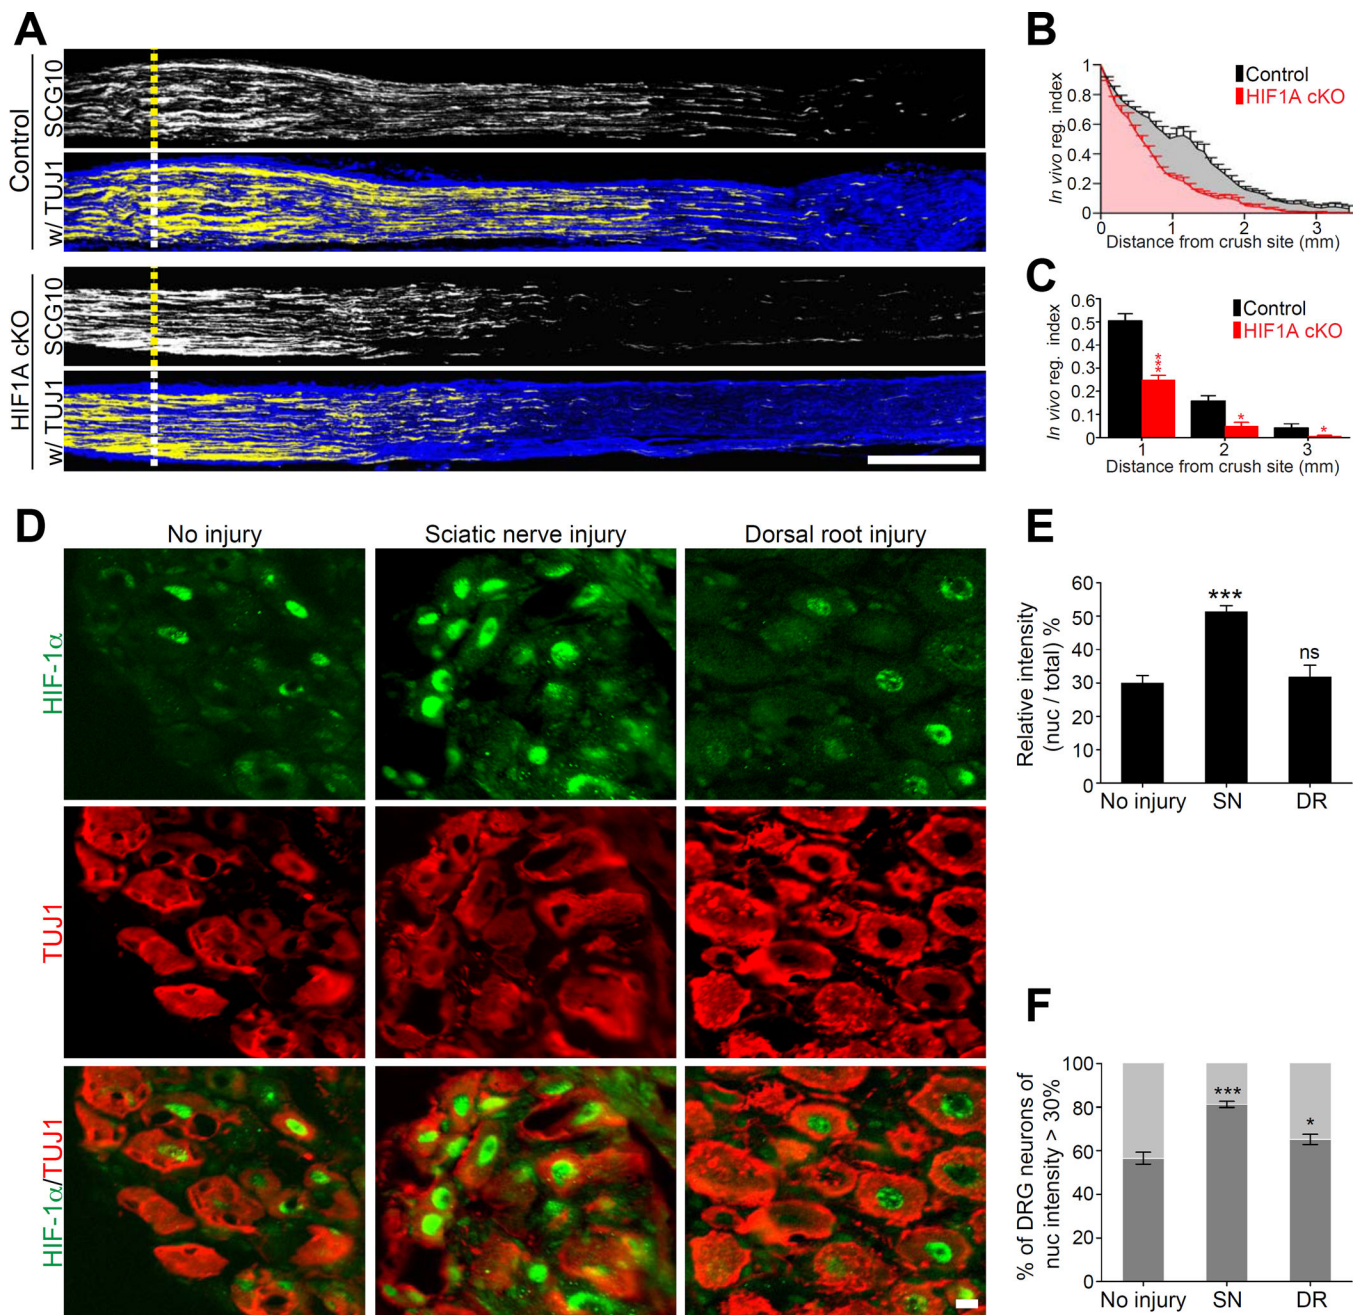 A
Control
SCG10
w/ TUJ1
HIF1A cKO
SCG10
w/ TUJ1
B
In vivo reg. index
1
0.8
0.6
0.4
0.2
0
Control
HIF1A cKO
0 1 2 3
Distance from crush site (mm)
C
In vivo reg. index
0.6
0.5
0.4
0.3
0.2
0.1
0
Control
HIF1A cKO
***
*
*
1 2 3
Distance from crush site (mm)
D
No injury Sciatic nerve injury Dorsal root injury
HIF-1α
TUJ1
HIF-1α/TUJ1
E
Relative intensity
(nuc / total) %
60
50
40
30
20
10
0
***
ns
No injury SN DR
F
% of DRG neurons of
nuc intensity > 30%
100
80
60
40
20
0
***
*
No injury SN DR